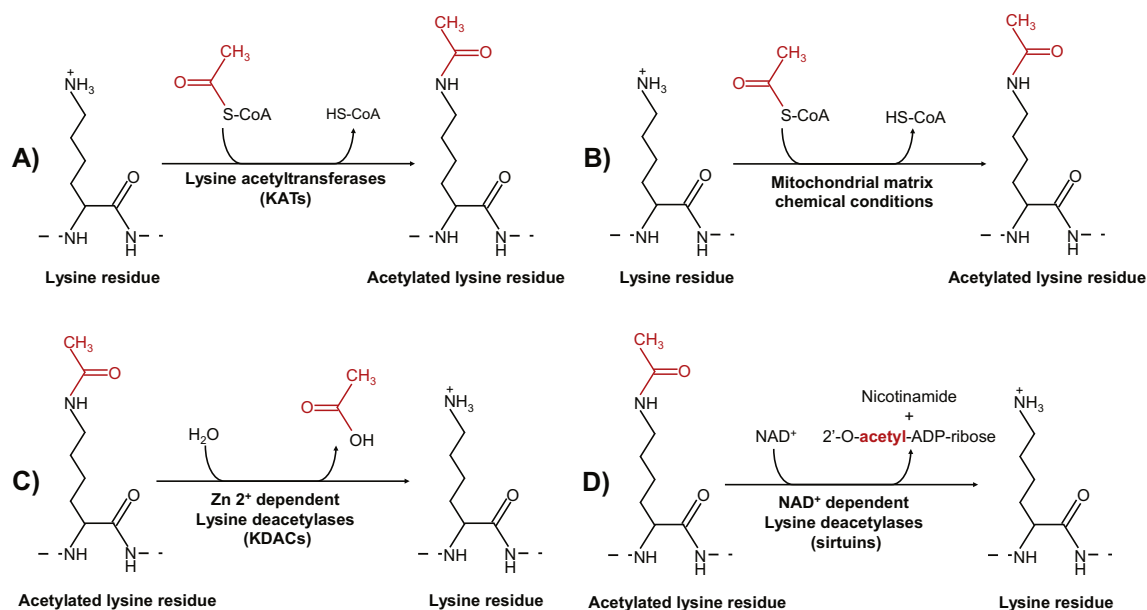 A)
CH3
O
S-CoA
HS-CoA
+
NH3
O
NH
N
H
Lysine residue
Lysine acetyltransferases
(KATs)
CH3
O
NH
O
NH
N
H
Acetylated lysine residue
B)
+
NH3
O
NH
N
H
Lysine residue
CH3
O
S-CoA
HS-CoA
Mitochondrial matrix
chemical conditions
CH3
O
NH
O
NH
N
H
Acetylated lysine residue
C)
CH3
O
NH
O
NH
N
H
Acetylated lysine residue
H2O
CH3
O
OH
Zn 2+ dependent
Lysine deacetylases
(KDACs)
+
NH3
O
NH
N
H
Lysine residue
D)
CH3
O
NH
O
NH
N
H
Acetylated lysine residue
NAD+
Nicotinamide
+
2'-O-acetyl-ADP-ribose
NAD+ dependent
Lysine deacetylases
(sirtuins)
+
NH3
O
NH
N
H
Lysine residue